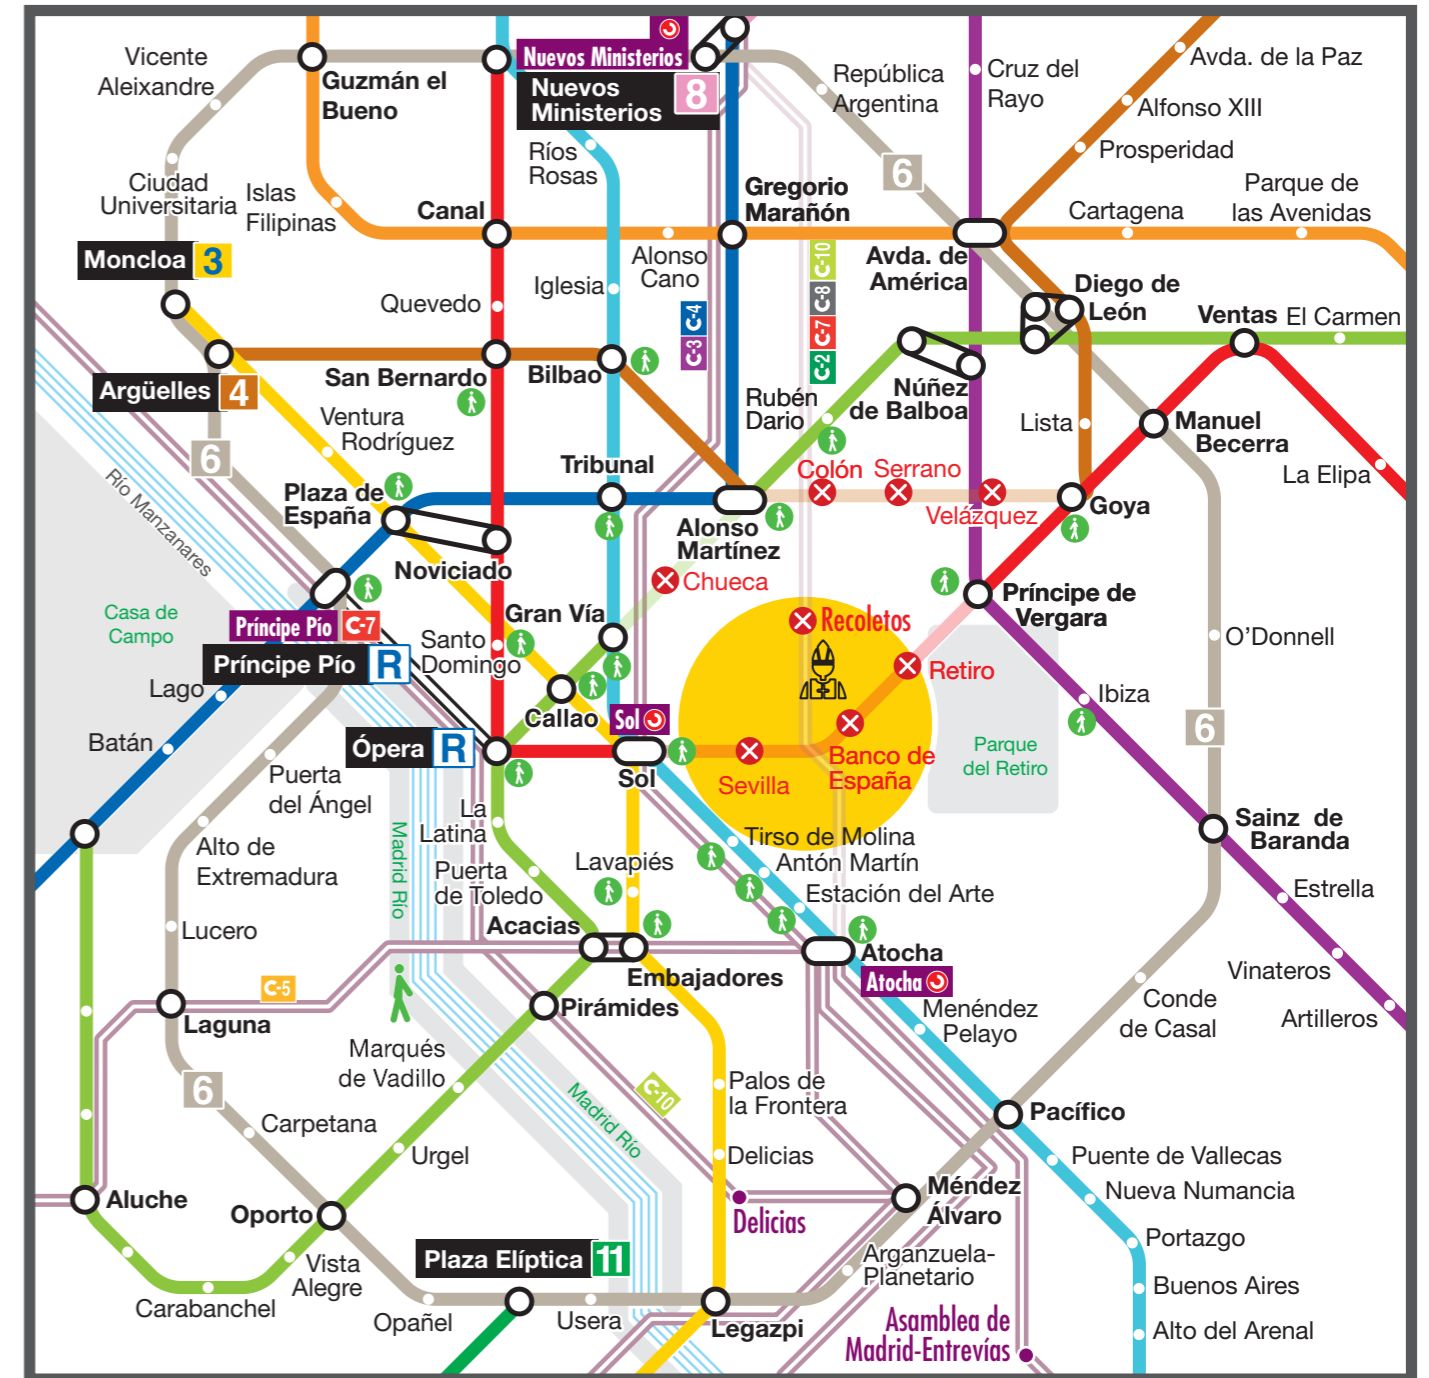 Vicente
Aleixandre
Guzmán el
Bueno
Nuevos Ministerios
Nuevos
Ministerios
8
República
Argentina
Cruz del
Rayo
Avda. de la Paz
Alfonso XIII
Prosperidad
Parque de
las Avenidas
Cartagena
Ciudad
Universitaria
Islas
Filipinas
Ríos
Rosas
6
Gregorio
Marañón
Canal
Moncloa 3
Alonso
Cano
Avda. de
América
C-10
C-8
C-7
C-2
C-4
C-3
Iglesia
Quevedo
Diego de
León
Ventas
El Carmen
Argüelles 4
San Bernardo
Bilbao
Núñez
de Balboa
Rubén
Dario
Lista
Manuel
Becerra
La Elipa
Ventura
Rodríguez
6
Río Manzanares
Tribunal
Colón
Serrano
Velázquez
Goya
Plaza de
España
Noviciado
Alonso
Martínez
Chueca
Príncipe de
Vergara
Casa de
Campo
Príncipe Pío C-7
Príncipe Pío R
Santo
Domingo
Gran Vía
Recoletos
Retiro
O’Donnell
Ibiza
Lago
Batán
Callao
Sol
Ópera R
Sol
Sevilla
Banco de
España
Parque
del Retiro
6
Puerta
del Ángel
Alto de
Extremadura
La
Latina
Puerta
de Toledo
Lavapiés
Tirso de Molina
Antón Martín
Estación del Arte
Sainz de
Baranda
Estrella
Madrid Río
Lucero
Acacias
Embajadores
Atocha
Atocha
Vinateros
Artilleros
C-5
Laguna
Pirámides
Menéndez
Pelayo
Conde
de Casal
Marqués
de Vadillo
6
C-10
Palos de
la Frontera
Pacífico
Carpetana
Urgel
Madrid Río
Delicias
Puente de Vallecas
Nueva Numancia
Aluche
Oporto
Delicias
Méndez
Álvaro
Portazgo
Vista
Alegre
Plaza Elíptica 11
Arganzuela-
Planetario
Buenos Aires
Carabanchel
Opañel
Usera
Legazpi
Asamblea de
Madrid-Entrevías
Alto del Arenal